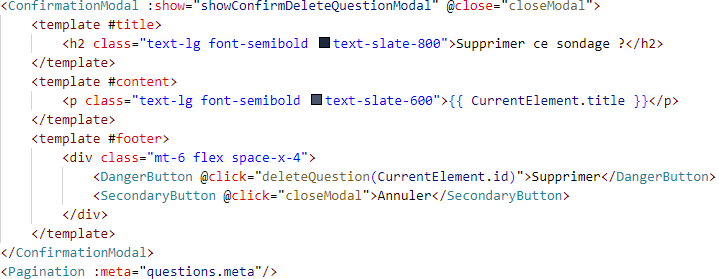 <ConfirmationModal :show="showConfirmDeleteQuestionModal" @close="closeModal">
<template #title>
<h2 class="text-lg font-semibold text-slate-800">Supprimer ce sondage ?</h2>
</template>
<template #content>
<p class="text-lg font-semibold text-slate-600">{{ CurrentElement.title }}</p>
</template>
<template #footer>
<div class="mt-6 flex space-x-4">
<DangerButton @click="deleteQuestion(CurrentElement.id)">Supprimer</DangerButton>
<SecondaryButton @click="closeModal">Annuler</SecondaryButton>
</div>
</template>
</ConfirmationModal>
<Pagination :meta="questions.meta"/>